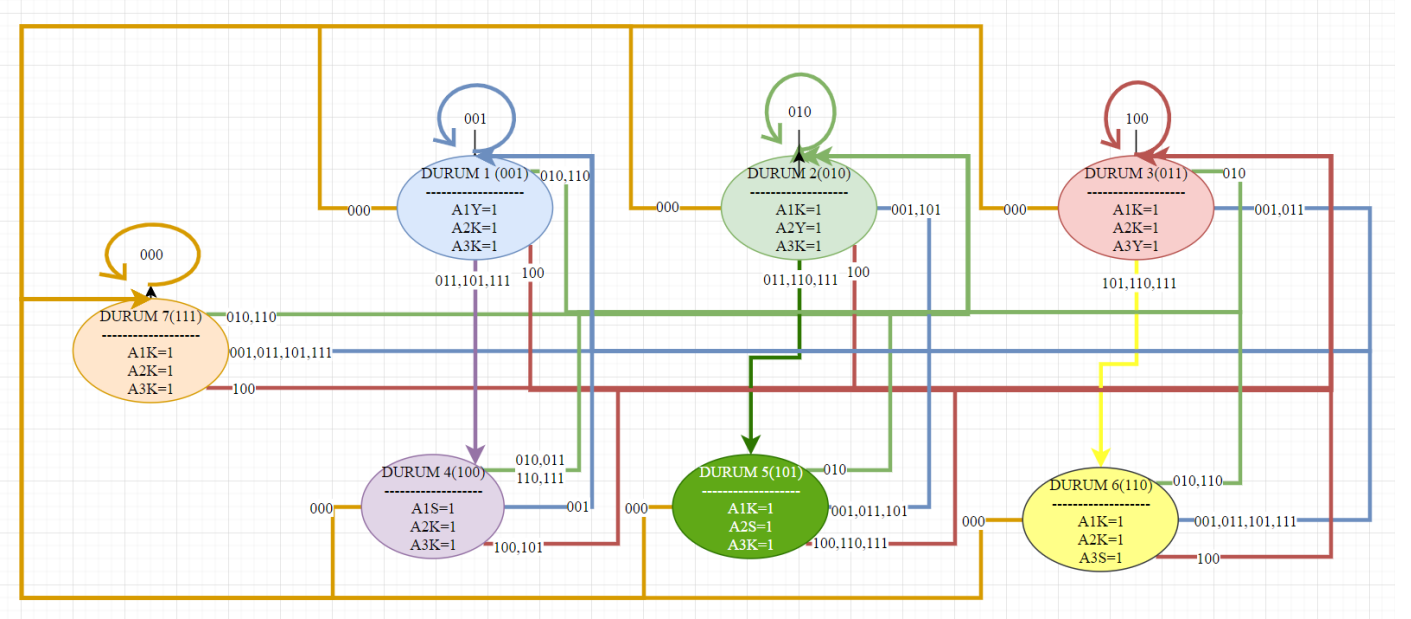 001
010
100
DURUM 1 (001)
---------------------
A1Y=1
A2K=1
A3K=1
010,110
000
100
011,101,111
DURUM 2(010)
---------------------
A1K=1
A2Y=1
A3K=1
000
001,101
100
011,110,111
DURUM 3(011)
---------------------
A1K=1
A2K=1
A3Y=1
000
010
001,011
101,110,111
000
DURUM 7(111)
---------------------
A1K=1
A2K=1
A3K=1
010,110
001,011,101,111
100
DURUM 4(100)
---------------------
A1S=1
A2K=1
A3K=1
010,011
110,111
000
001
100,101
DURUM 5(101)
---------------------
A1K=1
A2S=1
A3K=1
010
000
001,011,101
100,110,111
DURUM 6(110)
---------------------
A1K=1
A2K=1
A3S=1
010,110
000
001,011,101,111
100